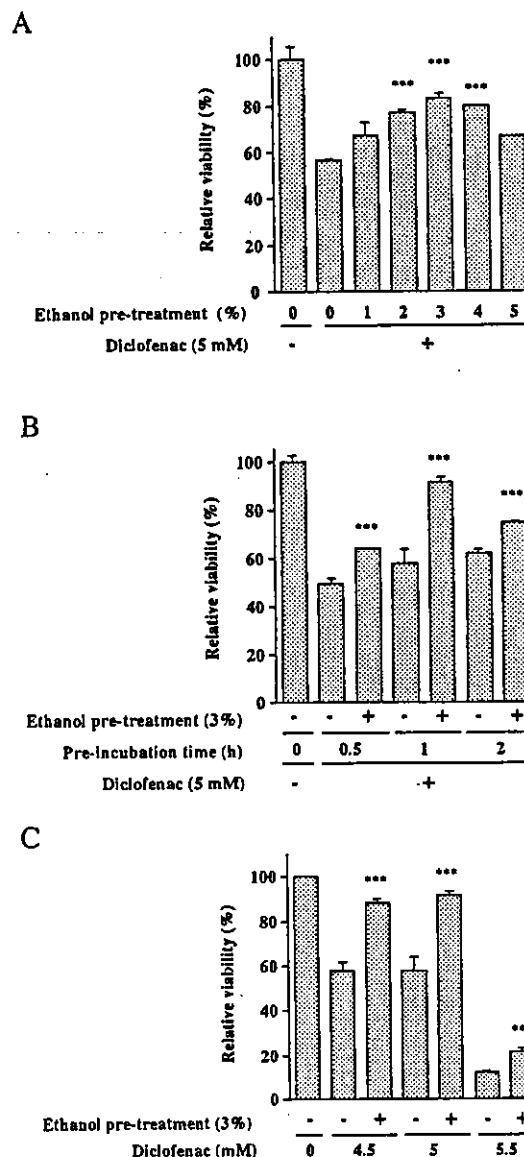 A
Relative viability (%)
100
80
60
40
20
0
*** *** ***
Ethanol pre-treatment (%) 0 0 1 2 3 4 5
Diclofenac (5 mM) - +
B
Relative viability (%)
100
80
60
40
20
0
*** *** ***
Ethanol pre-treatment (3%) - - + - + - +
Pre-incubation time (h) 0 0.5 1 2
Diclofenac (5 mM) - +
C
Relative viability (%)
100
80
60
40
20
0
*** *** **
Ethanol pre-treatment (3%) - - + - + - +
Diclofenac (mM) 0 4.5 5 5.5